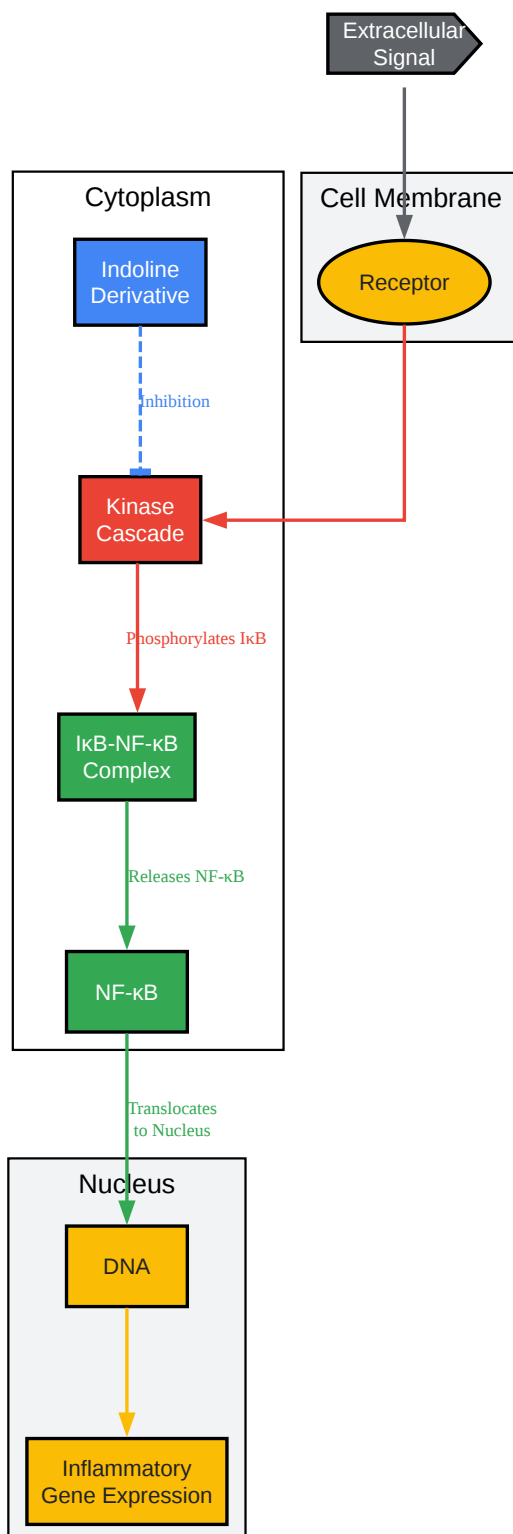 Extracellular
Signal
Cytoplasm
Cell Membrane
Indoline
Derivative
Receptor
Inhibition
Kinase
Cascade
Phosphorylates IκB
IκB-NF-κB
Complex
Releases NF-κB
NF-κB
Translocates
to Nucleus
Nucleus
DNA
Inflammatory
Gene Expression